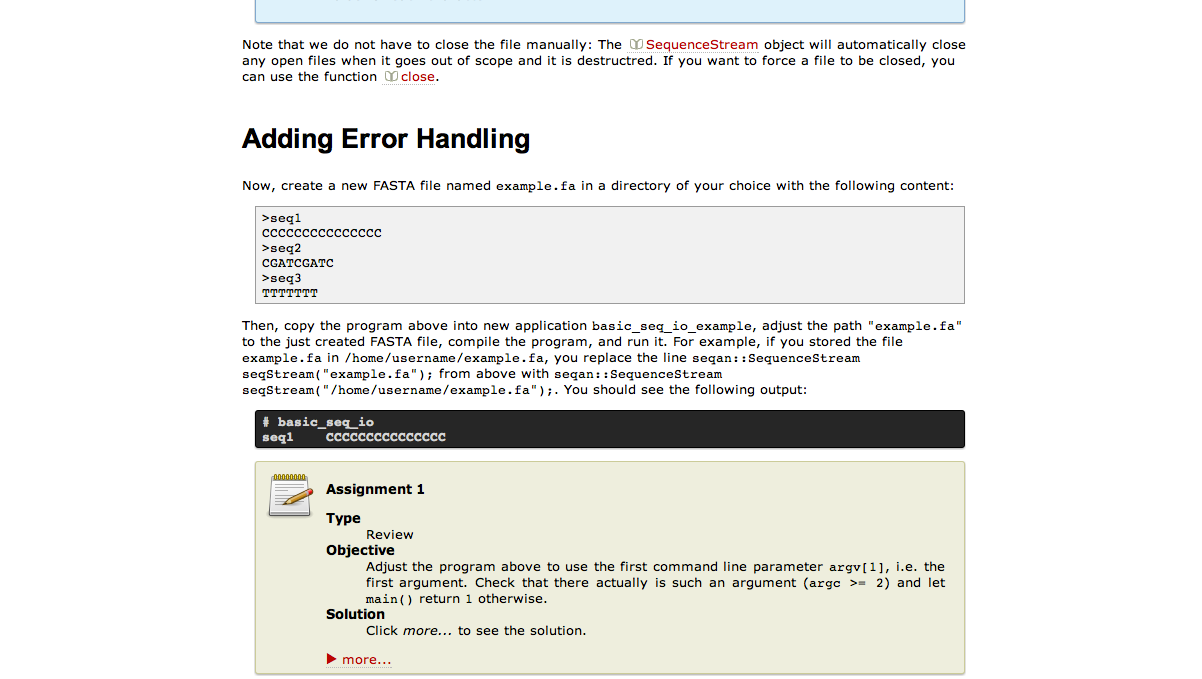 Note that we do not have to close the file manually: The SequenceStream object will automatically close
any open files when it goes out of scope and it is destructred. If you want to force a file to be closed, you
can use the function close.
Adding Error Handling
Now, create a new FASTA file named example.fa in a directory of your choice with the following content:
>seq1
CCCCCCCCCCCCCCC
>seq2
CGATCGATC
>seq3
TTTTTTT
Then, copy the program above into new application basic_seq_io_example, adjust the path "example.fa"
to the just created FASTA file, compile the program, and run it. For example, if you stored the file
example.fa in /home/username/example.fa, you replace the line seqan::SequenceStream
seqStream("example.fa"); from above with seqan::SequenceStream
seqStream("/home/username/example.fa");. You should see the following output:
# basic_seq_io
seq1    CCCCCCCCCCCCCCC
Assignment 1
Type
Review
Objective
Adjust the program above to use the first command line parameter argv[1], i.e. the
first argument. Check that there actually is such an argument (argc >= 2) and let
main() return 1 otherwise.
Solution
Click more... to see the solution.
more...